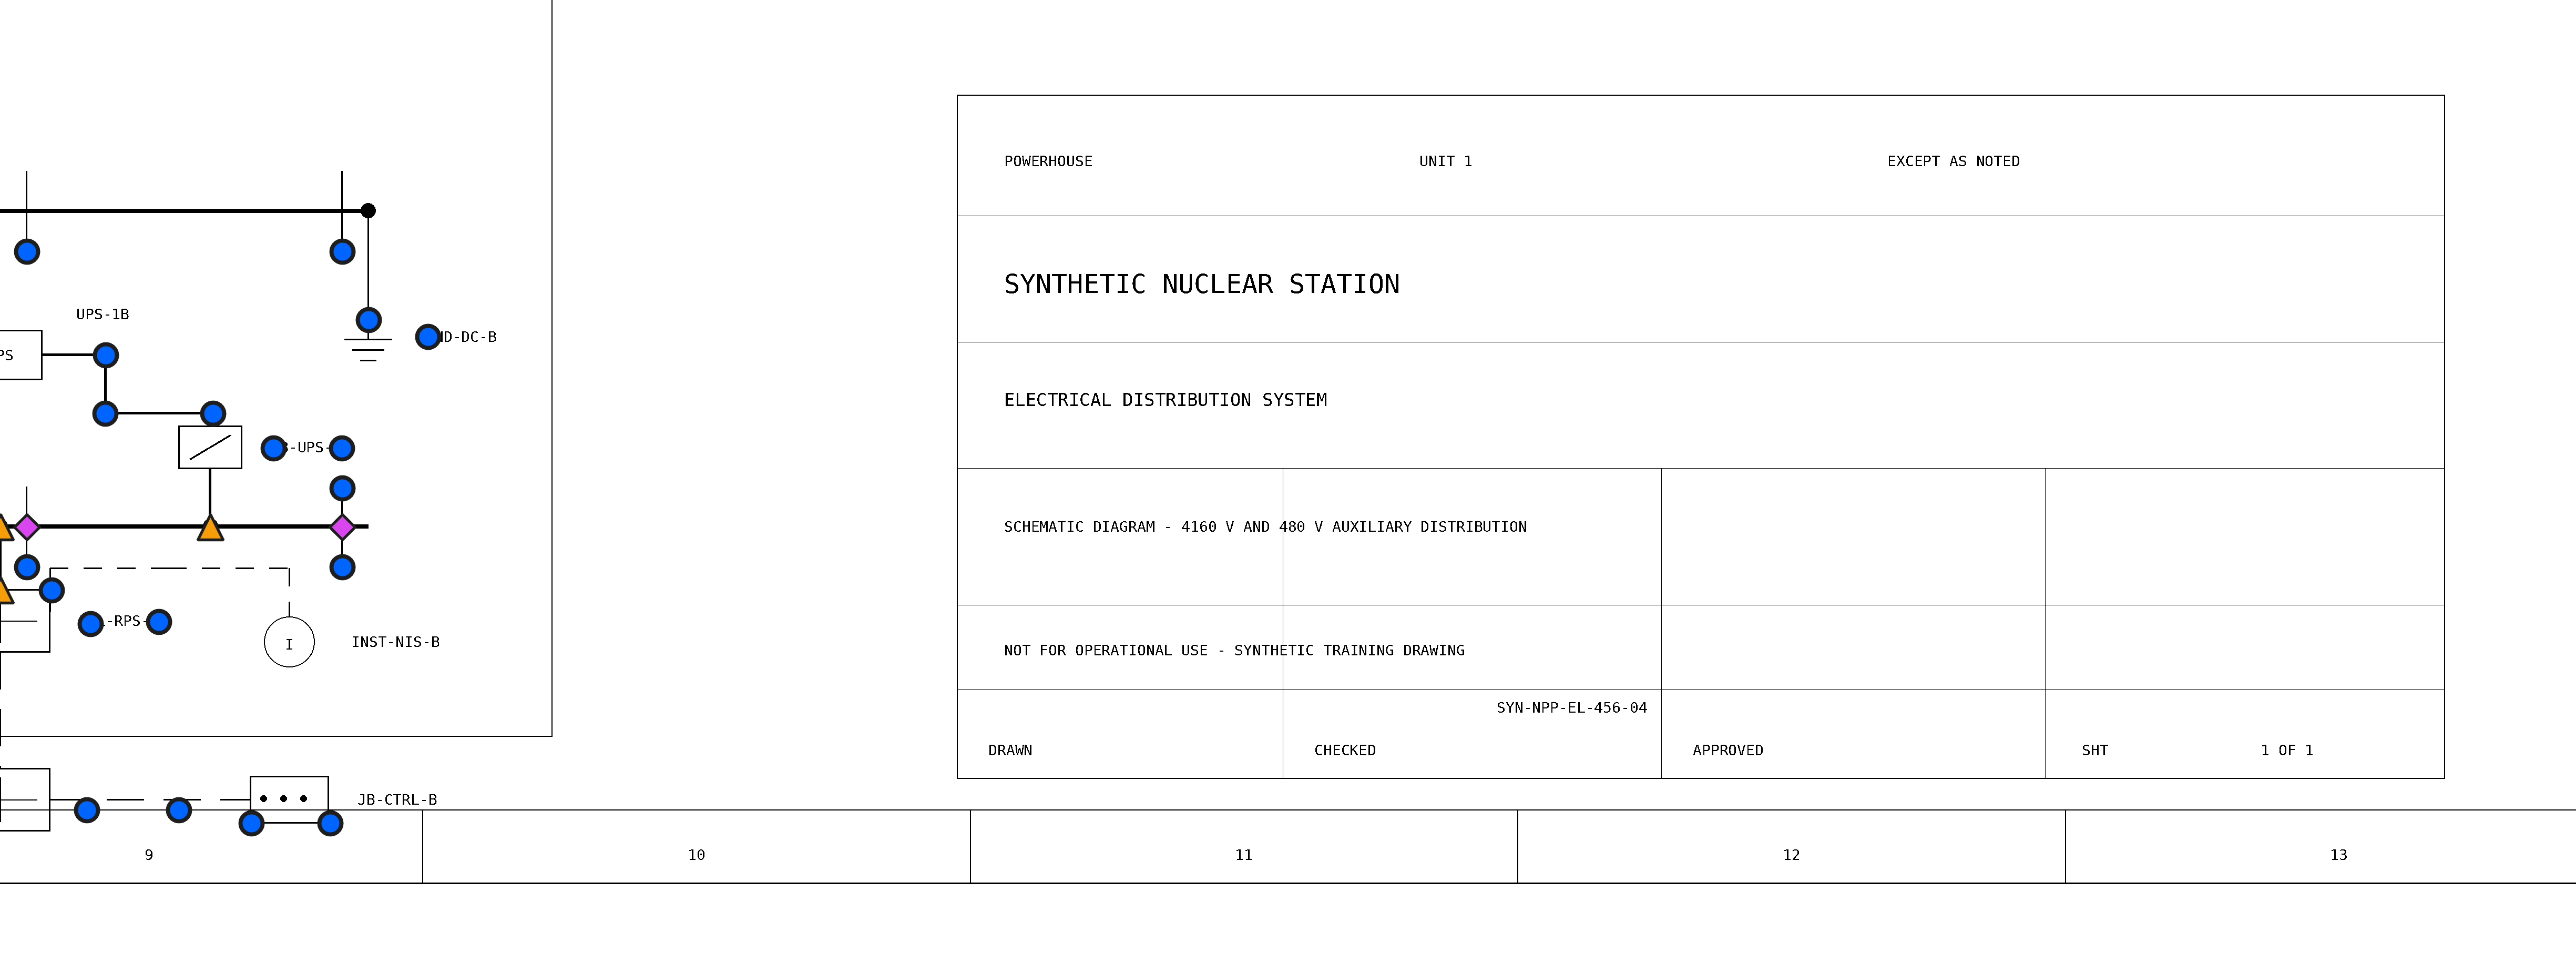 POWERHOUSE UNIT 1 EXCEPT AS NOTED
SYNTHETIC NUCLEAR STATION
UPS-1B
D-DC-B
PS
ELECTRICAL DISTRIBUTION SYSTEM
-UPS-
SCHEMATIC DIAGRAM - 4160 V AND 480 V AUXILIARY DISTRIBUTION
-RPS-
I INST-NIS-B
NOT FOR OPERATIONAL USE - SYNTHETIC TRAINING DRAWING
SYN-NPP-EL-456-04
DRAWN CHECKED APPROVED SHT 1 OF 1
JB-CTRL-B
9 10 11 12 13